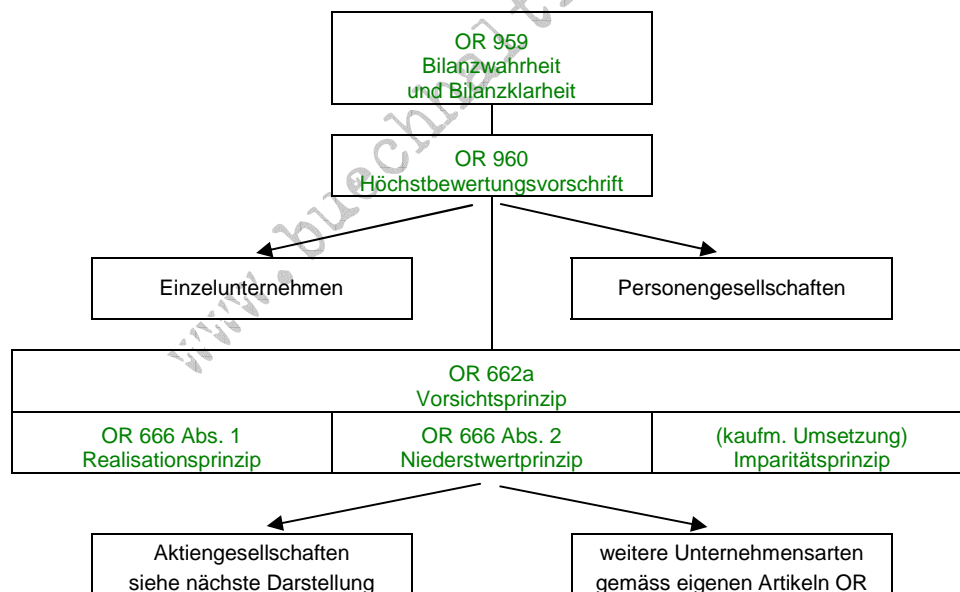 OR 959
Bilanzwahrheit
und Bilanzklarheit
OR 960
Höchstbewertungsvorschrift
Einzelunternehmen
Personengesellschaften
OR 662a
Vorsichtsprinzip
OR 666 Abs. 1
Realisationsprinzip
OR 666 Abs. 2
Niederstwertprinzip
(kaufm. Umsetzung)
Imparitätsprinzip
Aktiengesellschaften
siehe nächste Darstellung
weitere Unternehmensarten
gemäss eigenen Artikeln OR